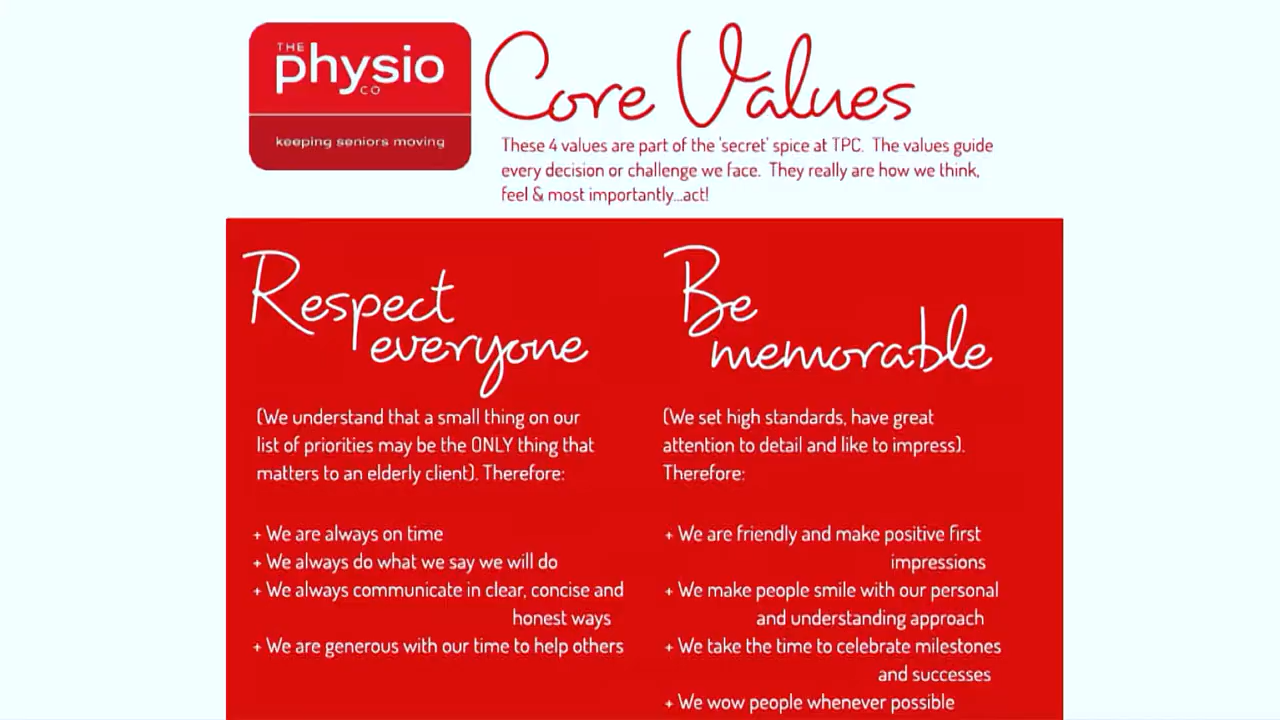 THE
physio
CO
keeping seniors moving
Core Values
These 4 values are part of the 'secret' spice at TPC. The values guide
every decision or challenge we face. They really are how we think,
feel & most importantly...act!
Respect
everyone
(We understand that a small thing on our
list of priorities may be the ONLY thing that
matters to an elderly client). Therefore:
+ We are always on time
+ We always do what we say we will do
+ We always communicate in clear, concise and
honest ways
+ We are generous with our time to help others
Be
memorable
(We set high standards, have great
attention to detail and like to impress).
Therefore:
+ We are friendly and make positive first
impressions
+ We make people smile with our personal
and understanding approach
+ We take the time to celebrate milestones
and successes
+ We wow people whenever possible